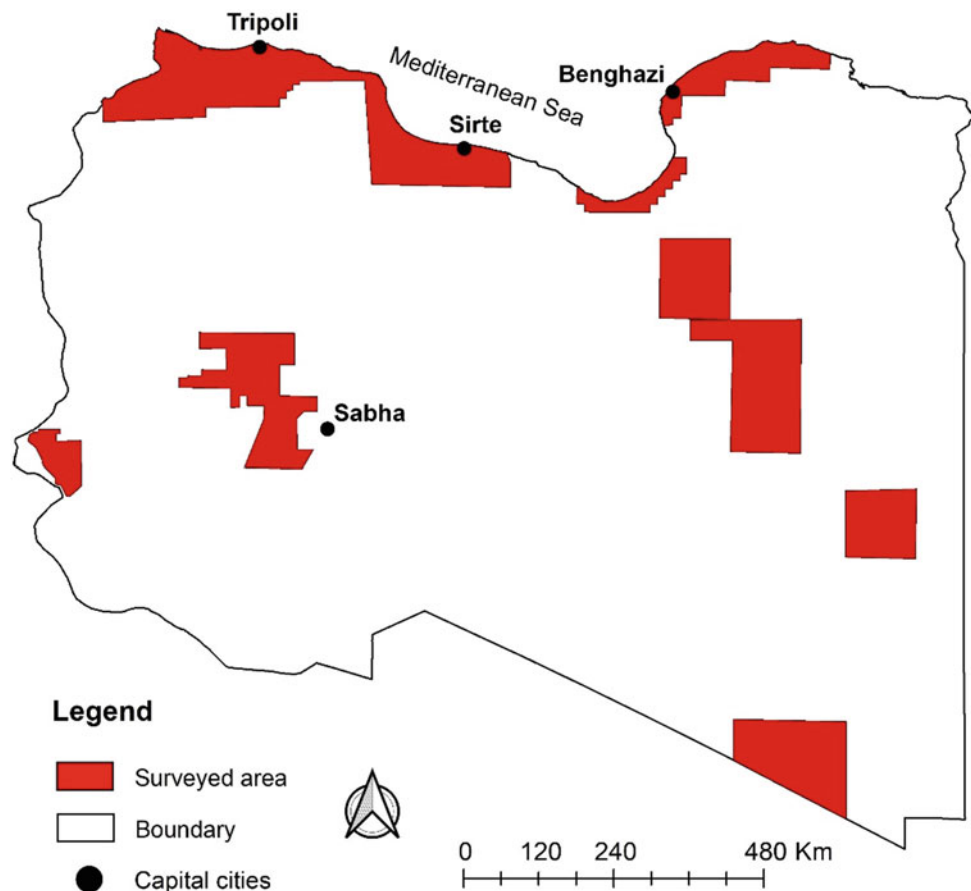 Tripoli
Mediterranean Sea
Benghazi
Sirte
Sabha
Legend
Surveyed area
Boundary
Capital cities
0 120 240 480 Km